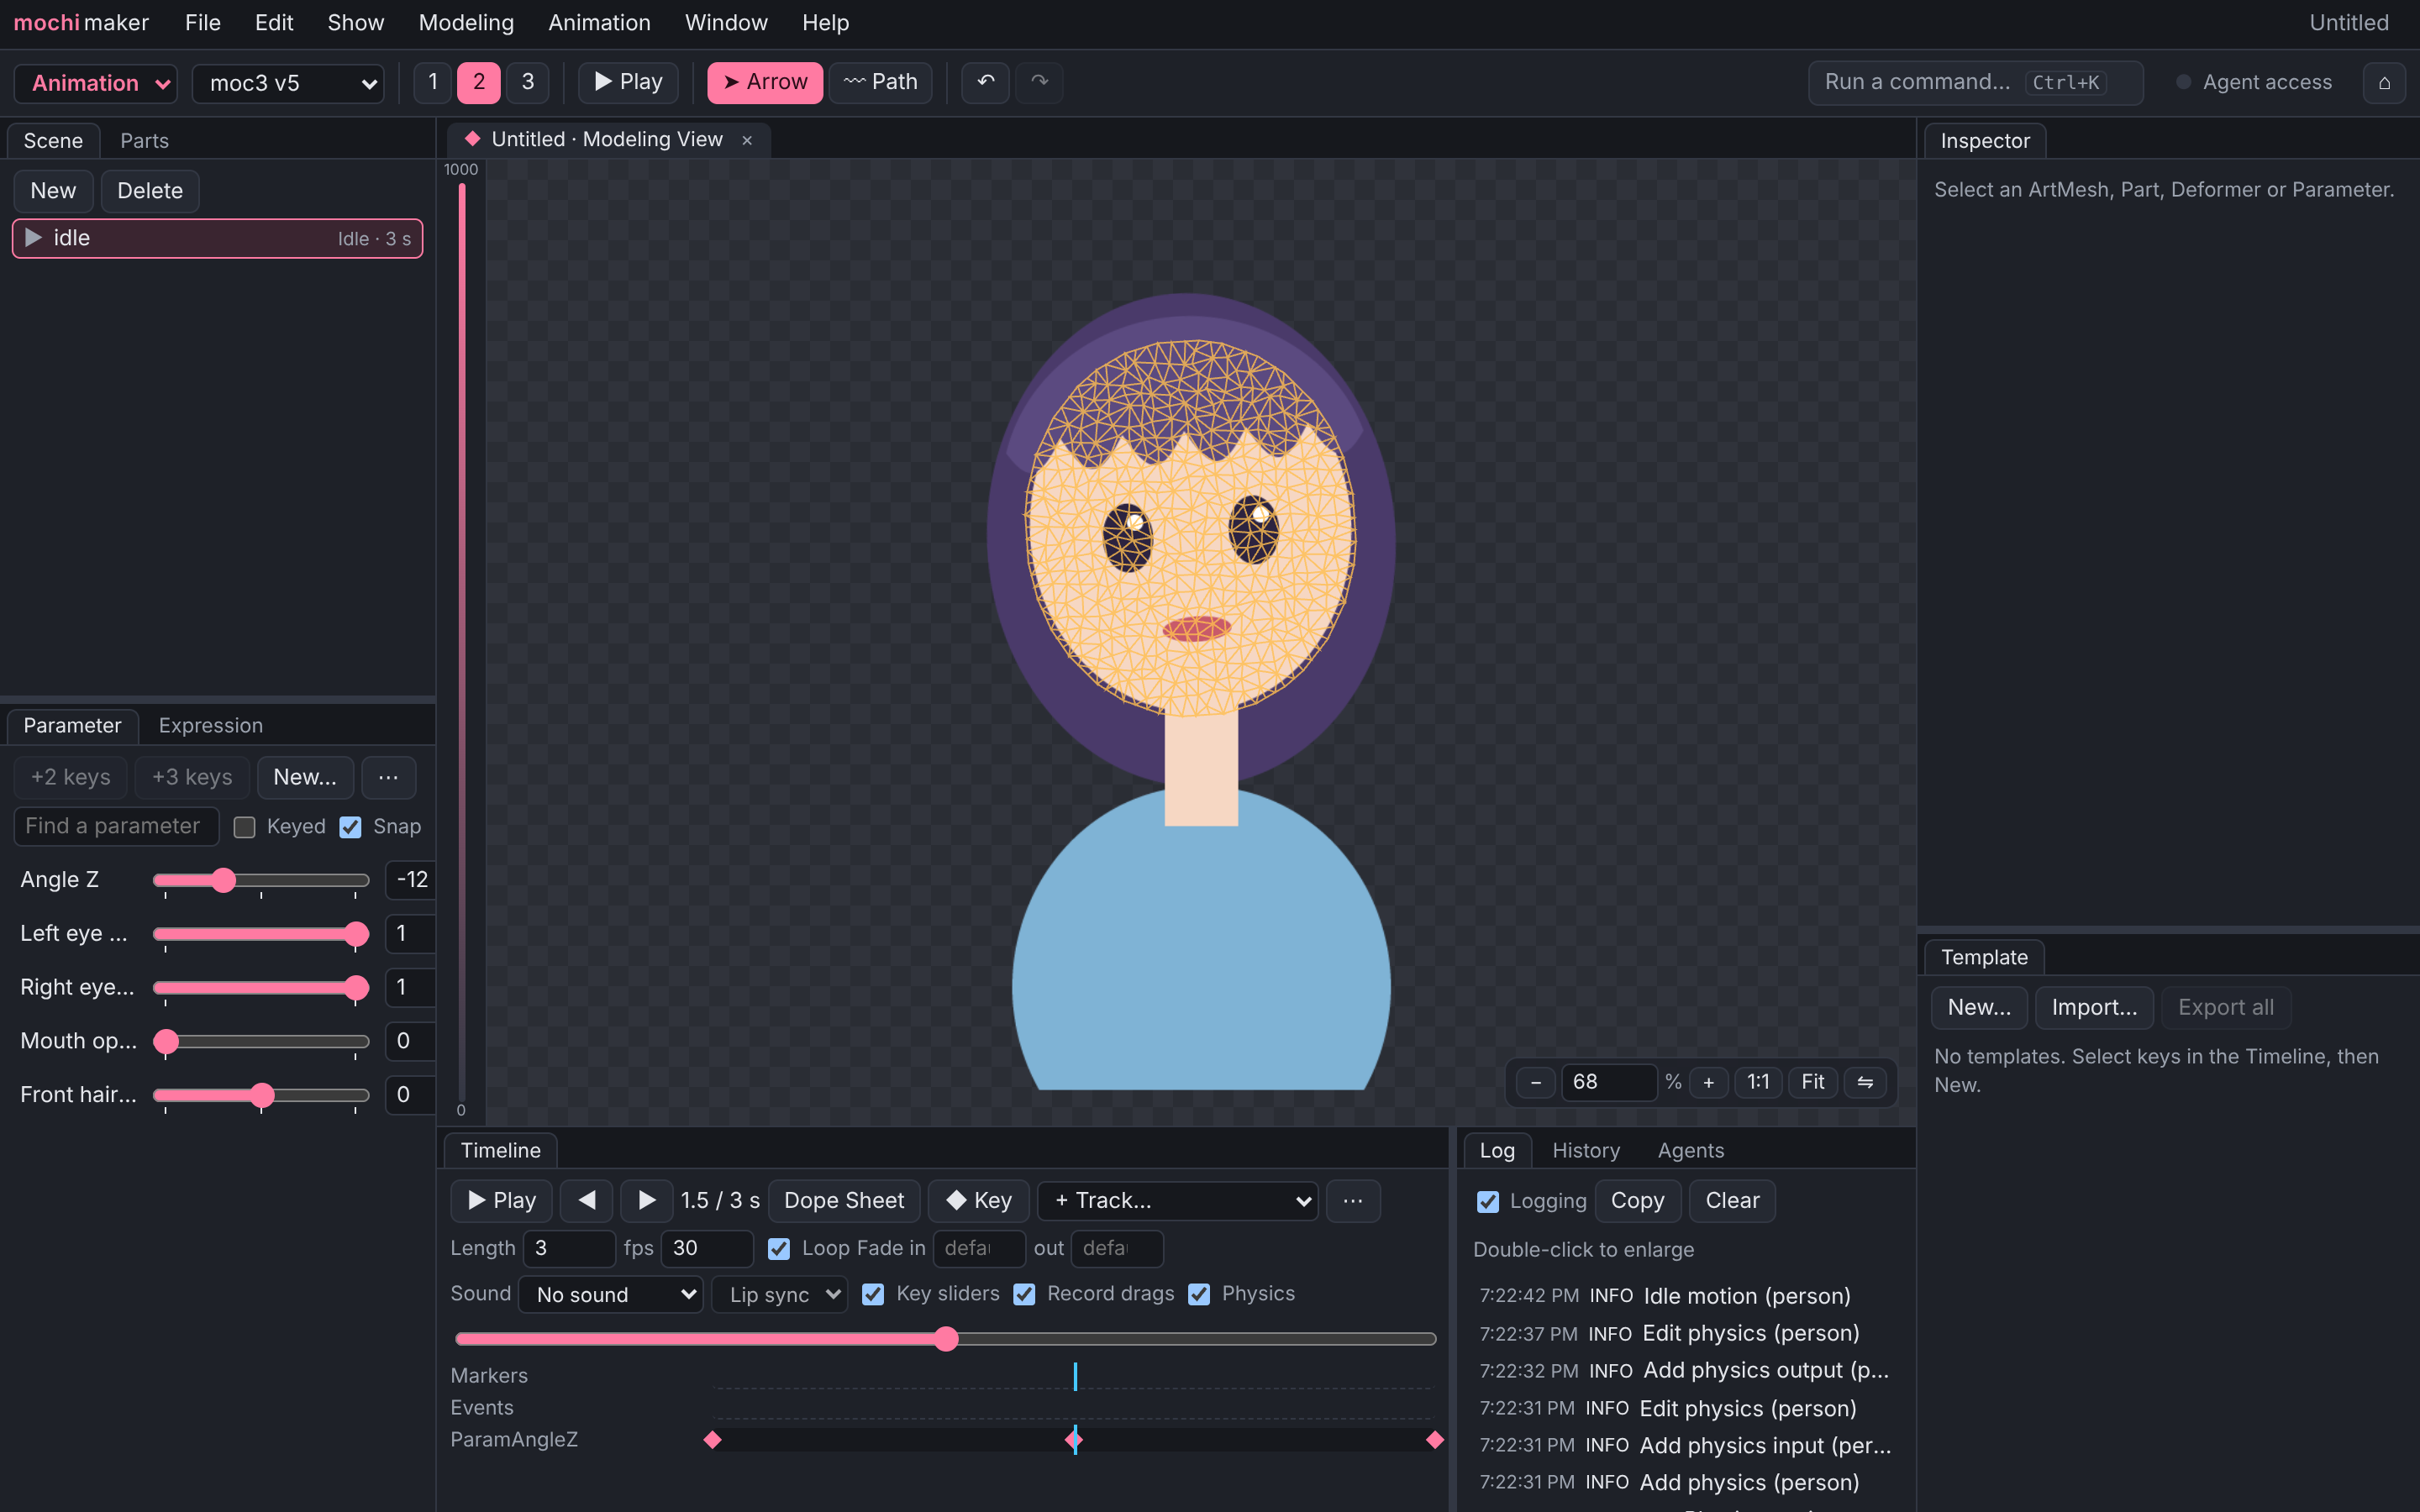 mochimaker File Edit Show Modeling Animation Window Help Untitled
Animation moc3 v5 1 2 3 ▶ Play ➤ Arrow 〰 Path ↶ ↷ Run a command... Ctrl+K Agent access ⌂
Scene Parts
New Delete
▶ idle Idle · 3 s
Parameter Expression
+2 keys +3 keys New... ⋯
Find a parameter Keyed Snap
Angle Z -12
Left eye ... 1
Right eye... 1
Mouth op... 0
Front hair... 0
◆ Untitled · Modeling View ×
1000
0
− 68 % + 1:1 Fit ⇋
Timeline
▶ Play ◀ ▶ 1.5 / 3 s Dope Sheet ◆ Key + Track... ⋯
Length 3 fps 30 Loop Fade in defau out defau
Sound No sound Lip sync Key sliders Record drags Physics
Markers
Events
ParamAngleZ
Log History Agents
Logging Copy Clear
Double-click to enlarge
7:22:42 PM INFO Idle motion (person)
7:22:37 PM INFO Edit physics (person)
7:22:32 PM INFO Add physics output (p...
7:22:31 PM INFO Edit physics (person)
7:22:31 PM INFO Add physics input (per...
7:22:31 PM INFO Add physics (person)
Inspector
Select an ArtMesh, Part, Deformer or Parameter.
Template
New... Import... Export all
No templates. Select keys in the Timeline, then
New.